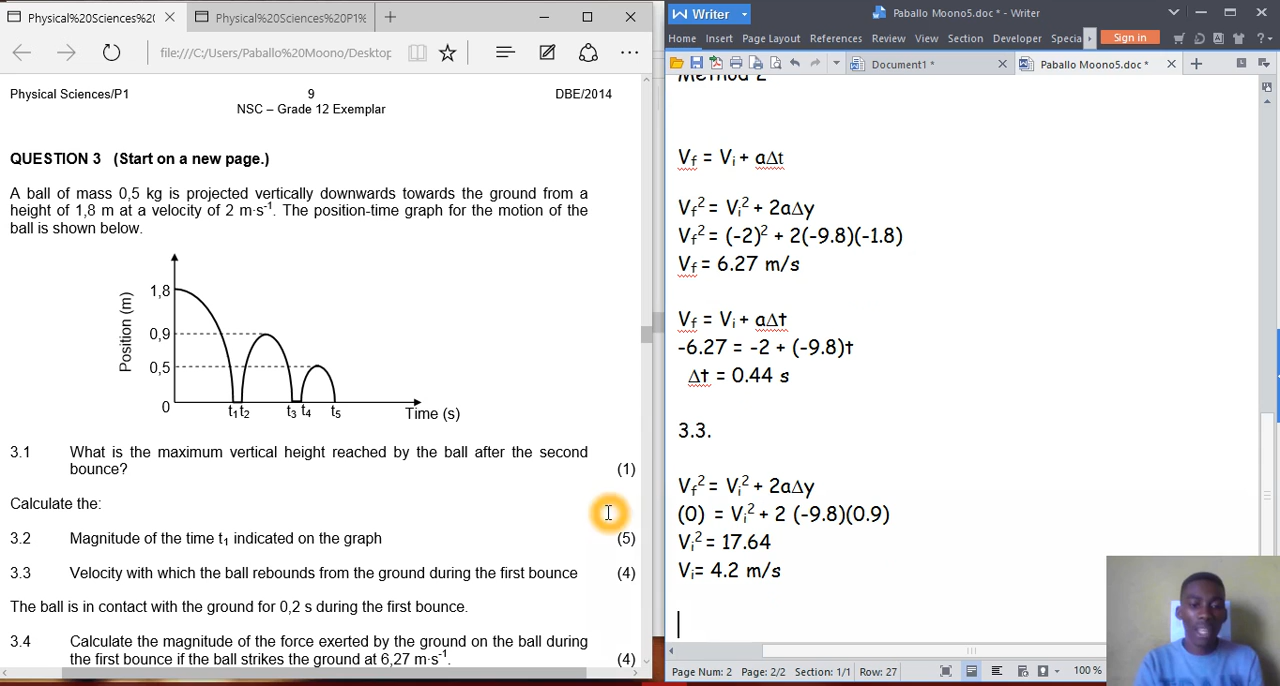 Physical%20Sciences%20
Physical%20Sciences%20P1%
Writer
Paballo Moono5.doc * - Writer
file:///C:/Users/Paballo%20Moono/Desktop
Home Insert Page Layout References Review View Section Developer Specia
Sign in
Document1 *
Paballo Moono5.doc *
Physical Sciences/P1 9 DBE/2014
NSC – Grade 12 Exemplar
QUESTION 3 (Start on a new page.)
A ball of mass 0,5 kg is projected vertically downwards towards the ground from a
height of 1,8 m at a velocity of 2 m·s⁻¹. The position-time graph for the motion of the
ball is shown below.
Position (m)
1,8
0,9
0,5
0
t₁ t₂ t₃ t₄ t₅
Time (s)
3.1 What is the maximum vertical height reached by the ball after the second
bounce? (1)
Calculate the:
3.2 Magnitude of the time t₁ indicated on the graph (5)
3.3 Velocity with which the ball rebounds from the ground during the first bounce (4)
The ball is in contact with the ground for 0,2 s during the first bounce.
3.4 Calculate the magnitude of the force exerted by the ground on the ball during
the first bounce if the ball strikes the ground at 6,27 m·s⁻¹. (4)
Method 2
Vf = Vi + aΔt
Vf² = Vi² + 2aΔy
Vf² = (-2)² + 2(-9.8)(-1.8)
Vf = 6.27 m/s
Vf = Vi + aΔt
-6.27 = -2 + (-9.8)t
Δt = 0.44 s
3.3.
Vf² = Vi² + 2aΔy
(0) = Vi² + 2 (-9.8)(0.9)
Vi² = 17.64
Vi= 4.2 m/s
Page Num: 2 Page: 2/2 Section: 1/1 Row: 27 100 %